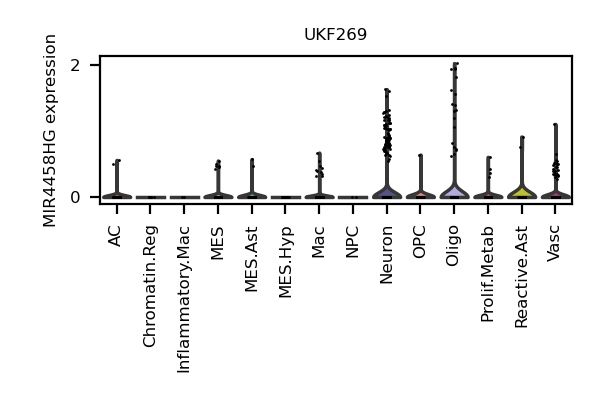 UKF269
MIR4458HG expression
2
0
AC
Chromatin.Reg
Inflammatory.Mac
MES
MES.Ast
MES.Hyp
Mac
NPC
Neuron
OPC
Oligo
Prolif.Metab
Reactive.Ast
Vasc